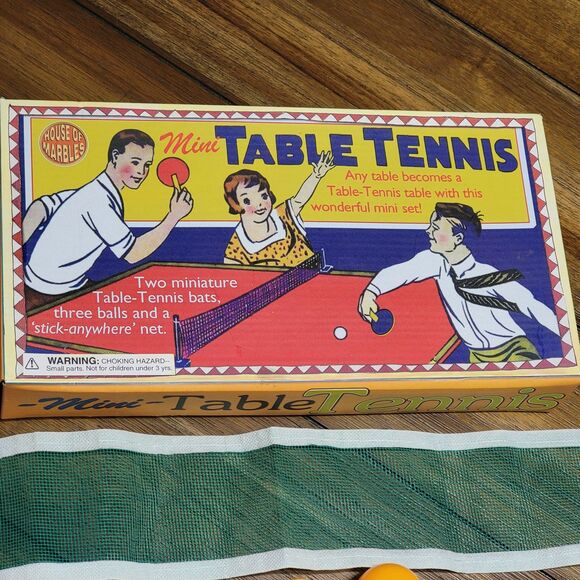 HOUSE OF
MARBLES
Mini TABLE TENNIS
Any table becomes a
Table-Tennis table with this
wonderful mini set!
Two miniature
Table-Tennis bats,
three balls and a
'stick-anywhere' net.
WARNING: CHOKING HAZARD–
Small parts. Not for children under 3 yrs.
Mini Table Tennis